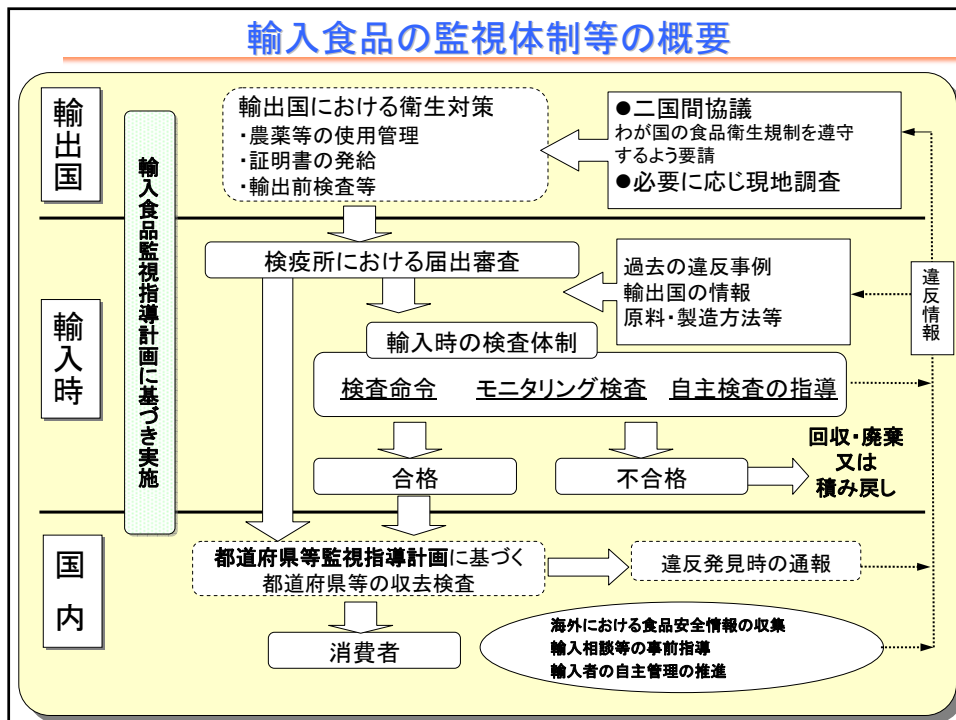 輸入食品の監視体制等の概要
輸出国
輸入時
国内
輸入食品監視指導計画に基づき実施
輸出国における衛生対策
・農薬等の使用管理
・証明書の発給
・輸出前検査等
●二国間協議
わが国の食品衛生規制を遵守
するよう要請
●必要に応じ現地調査
検疫所における届出審査
過去の違反事例
輸出国の情報
原料・製造方法等
違反情報
輸入時の検査体制
検査命令 モニタリング検査 自主検査の指導
合格
不合格
回収・廃棄
又は
積み戻し
都道府県等監視指導計画に基づく
都道府県等の収去検査
違反発見時の通報
消費者
海外における食品安全情報の収集
輸入相談等の事前指導
輸入者の自主管理の推進